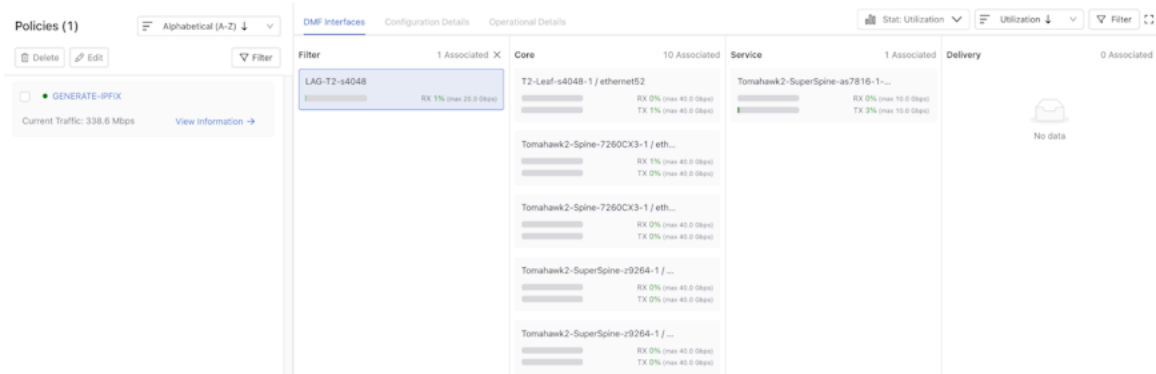 Policies (1)
Alphabetical (A-Z) ↓
Delete
Edit
Filter
GENERATE-IPFIX
Current Traffic: 338.6 Mbps
View Information →
DMF Interfaces
Configuration Details
Operational Details
Stat: Utilization
Utilization ↓
Filter
Filter
1 Associated ×
LAG-T2-s4048
RX 1% (max 20.0 Gbps)
Core
10 Associated
T2-Leaf-s4048-1 / ethernet52
RX 0% (max 40.0 Gbps)
TX 1% (max 40.0 Gbps)
Tomahawk2-Spine-7260CX3-1 / eth...
RX 1% (max 40.0 Gbps)
TX 0% (max 40.0 Gbps)
Tomahawk2-Spine-7260CX3-1 / eth...
RX 0% (max 40.0 Gbps)
TX 0% (max 40.0 Gbps)
Tomahawk2-SuperSpine-z9264-1 / ...
RX 0% (max 40.0 Gbps)
TX 0% (max 40.0 Gbps)
Tomahawk2-SuperSpine-z9264-1 / ...
RX 0% (max 40.0 Gbps)
TX 0% (max 40.0 Gbps)
Service
1 Associated
Tomahawk2-SuperSpine-as7816-1-...
RX 0% (max 10.0 Gbps)
TX 3% (max 10.0 Gbps)
Delivery
0 Associated
No data